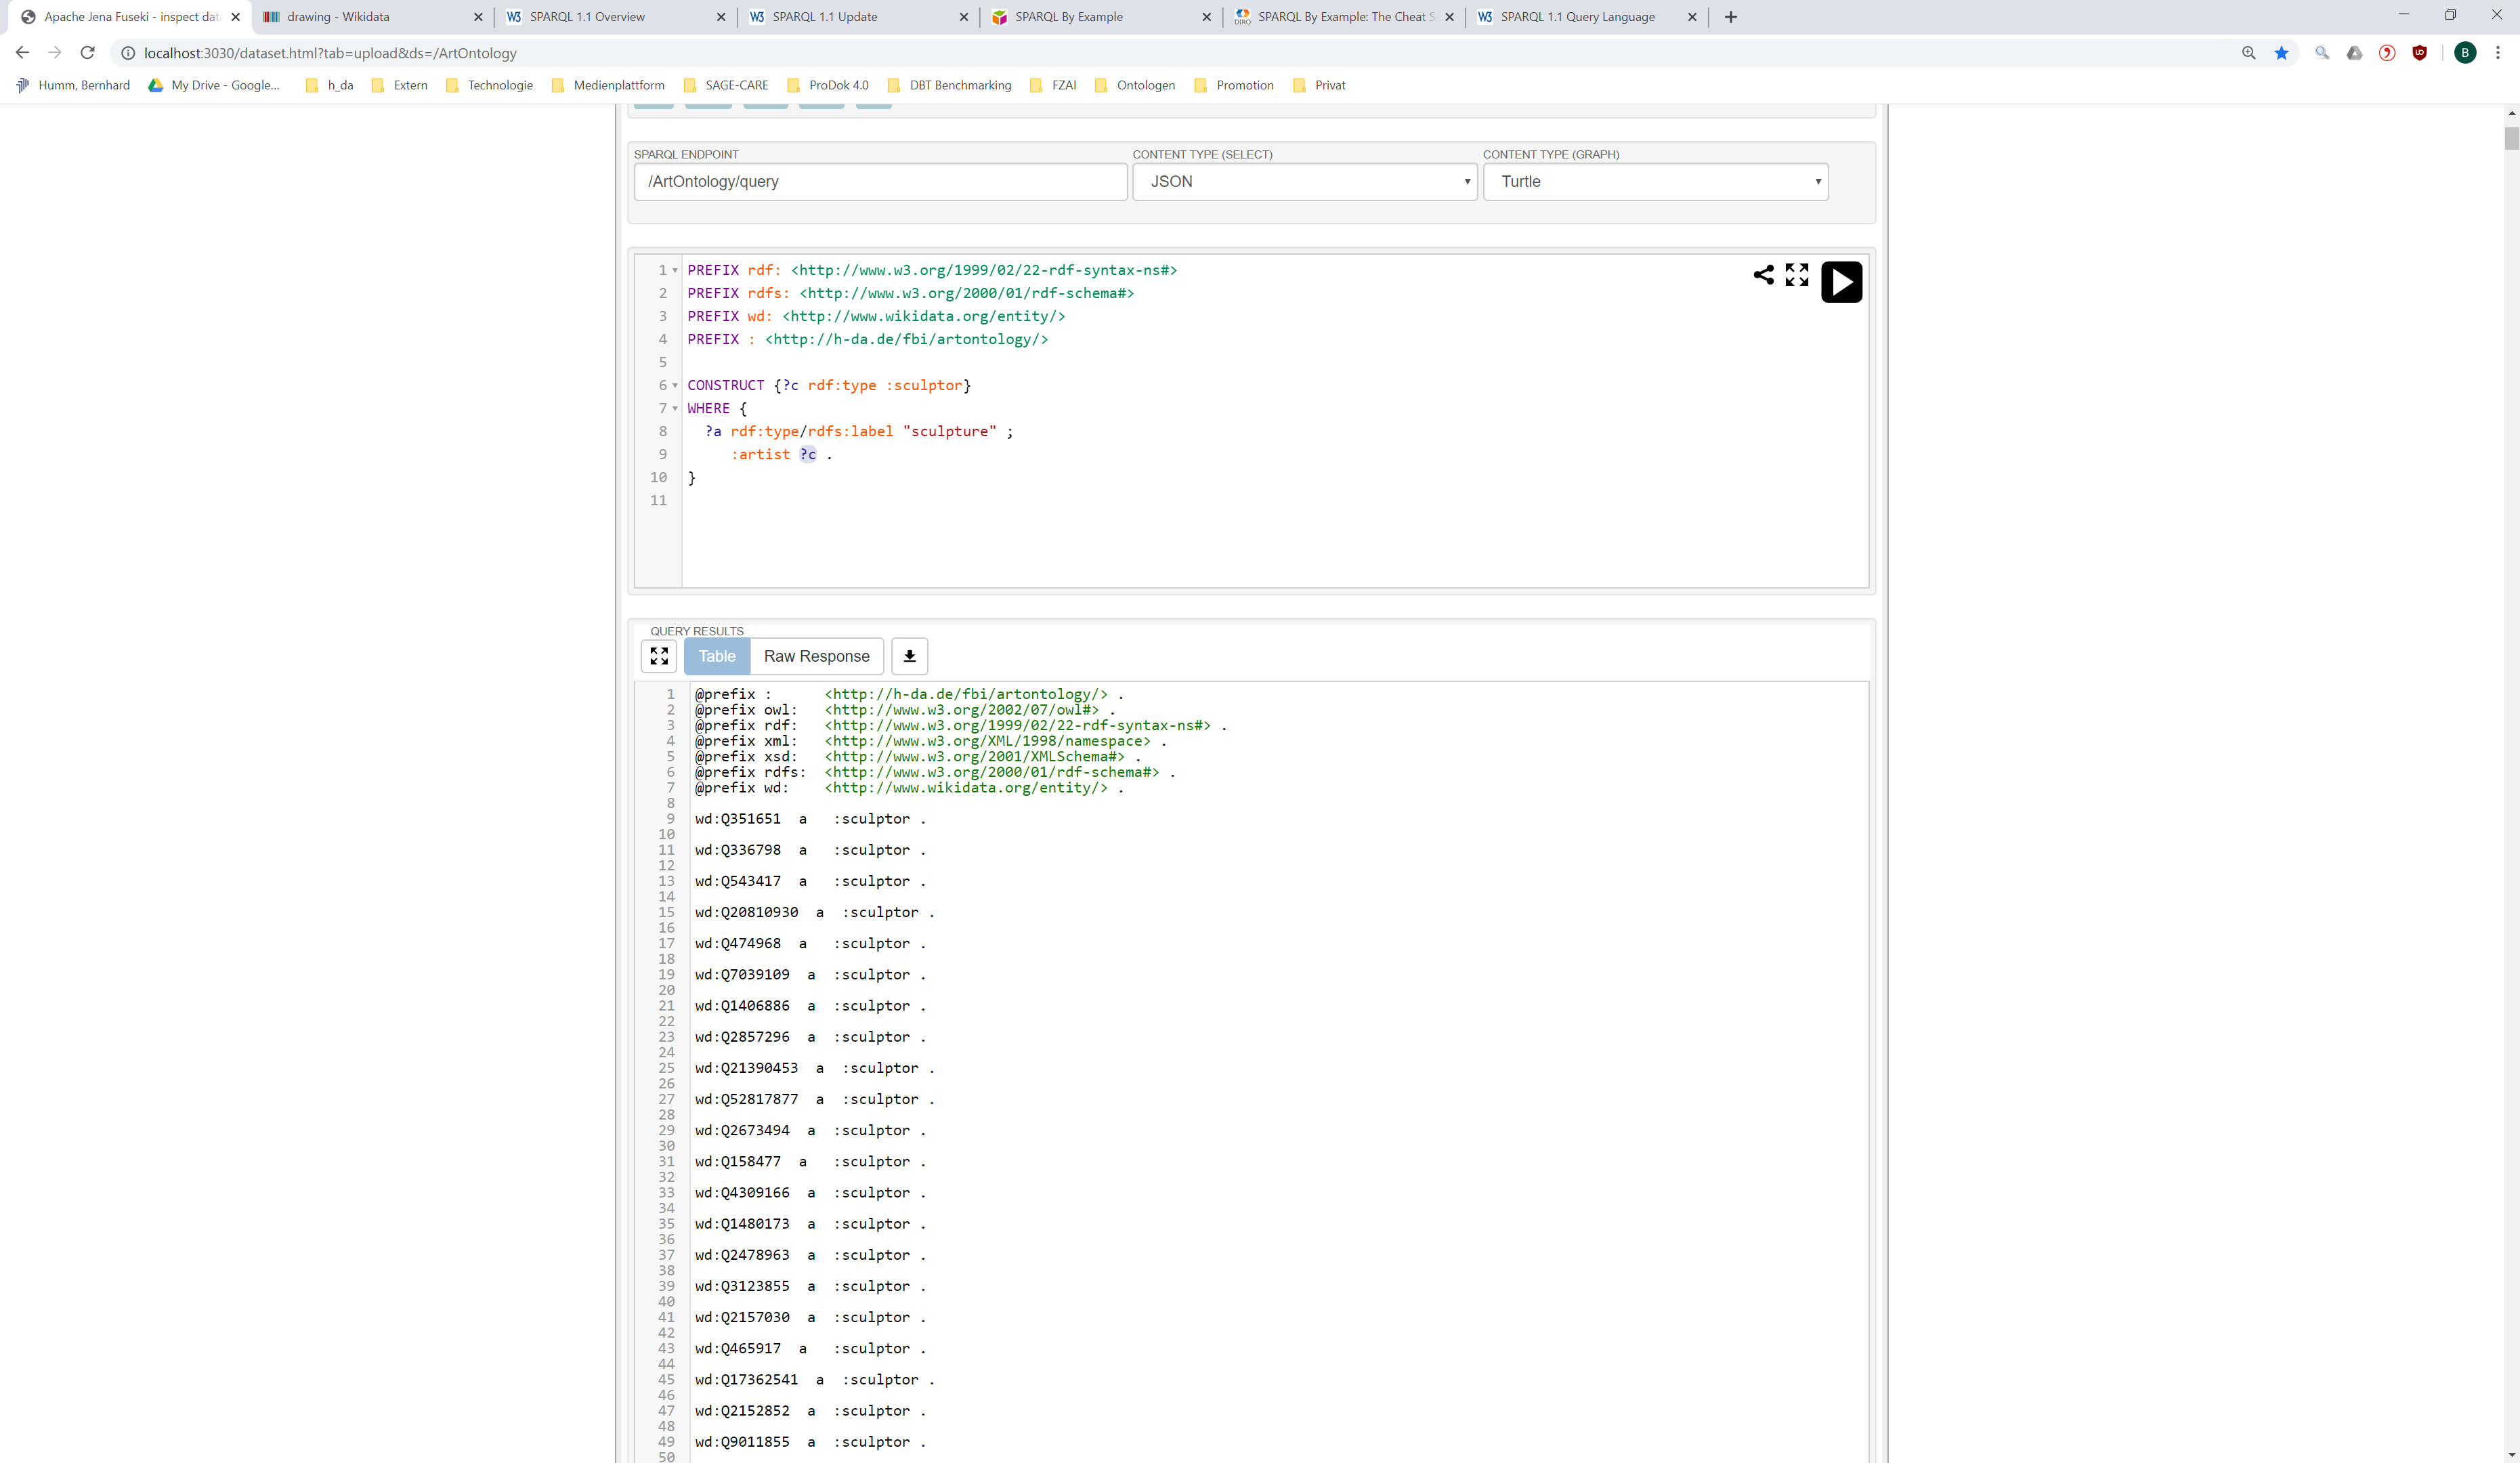 Apache Jena Fuseki - inspect dat
drawing - Wikidata
SPARQL 1.1 Overview
SPARQL 1.1 Update
SPARQL By Example
SPARQL By Example: The Cheat S
SPARQL 1.1 Query Language
localhost:3030/dataset.html?tab=upload&ds=/ArtOntology
B
Humm, Bernhard
My Drive - Google...
h_da
Extern
Technologie
Medienplattform
SAGE-CARE
ProDok 4.0
DBT Benchmarking
FZAI
Ontologen
Promotion
Privat
SPARQL ENDPOINT
CONTENT TYPE (SELECT)
CONTENT TYPE (GRAPH)
/ArtOntology/query
JSON
Turtle
1 PREFIX rdf: <http://www.w3.org/1999/02/22-rdf-syntax-ns#>
2 PREFIX rdfs: <http://www.w3.org/2000/01/rdf-schema#>
3 PREFIX wd: <http://www.wikidata.org/entity/>
4 PREFIX : <http://h-da.de/fbi/artontology/>
5
6 CONSTRUCT {?c rdf:type :sculptor}
7 WHERE {
8 ?a rdf:type/rdfs:label "sculpture" ;
9 :artist ?c .
10 }
11
QUERY RESULTS
Table
Raw Response
1 @prefix : <http://h-da.de/fbi/artontology/> .
2 @prefix owl: <http://www.w3.org/2002/07/owl#> .
3 @prefix rdf: <http://www.w3.org/1999/02/22-rdf-syntax-ns#> .
4 @prefix xml: <http://www.w3.org/XML/1998/namespace> .
5 @prefix xsd: <http://www.w3.org/2001/XMLSchema#> .
6 @prefix rdfs: <http://www.w3.org/2000/01/rdf-schema#> .
7 @prefix wd: <http://www.wikidata.org/entity/> .
8
9 wd:Q351651 a :sculptor .
10
11 wd:Q336798 a :sculptor .
12
13 wd:Q543417 a :sculptor .
14
15 wd:Q20810930 a :sculptor .
16
17 wd:Q474968 a :sculptor .
18
19 wd:Q7039109 a :sculptor .
20
21 wd:Q1406886 a :sculptor .
22
23 wd:Q2857296 a :sculptor .
24
25 wd:Q21390453 a :sculptor .
26
27 wd:Q52817877 a :sculptor .
28
29 wd:Q2673494 a :sculptor .
30
31 wd:Q158477 a :sculptor .
32
33 wd:Q4309166 a :sculptor .
34
35 wd:Q1480173 a :sculptor .
36
37 wd:Q2478963 a :sculptor .
38
39 wd:Q3123855 a :sculptor .
40
41 wd:Q2157030 a :sculptor .
42
43 wd:Q465917 a :sculptor .
44
45 wd:Q17362541 a :sculptor .
46
47 wd:Q2152852 a :sculptor .
48
49 wd:Q9011855 a :sculptor .
50